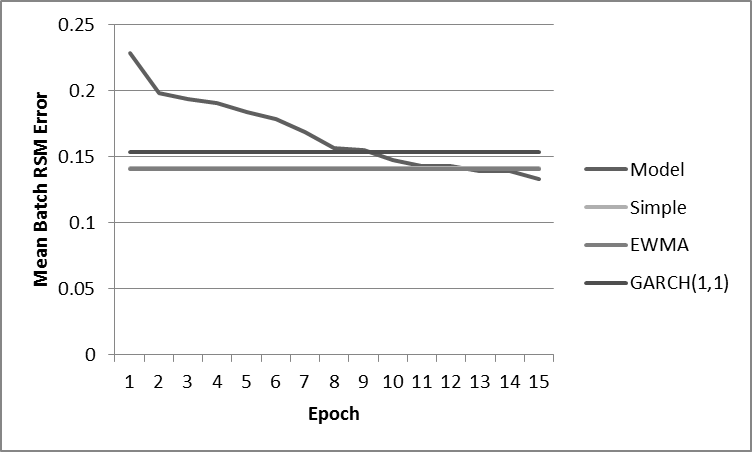 0.25
0.2
0.15
0.1
0.05
0
Mean Batch RSM Error
1 2 3 4 5 6 7 8 9 10 11 12 13 14 15
Epoch
Model
Simple
EWMA
GARCH(1,1)